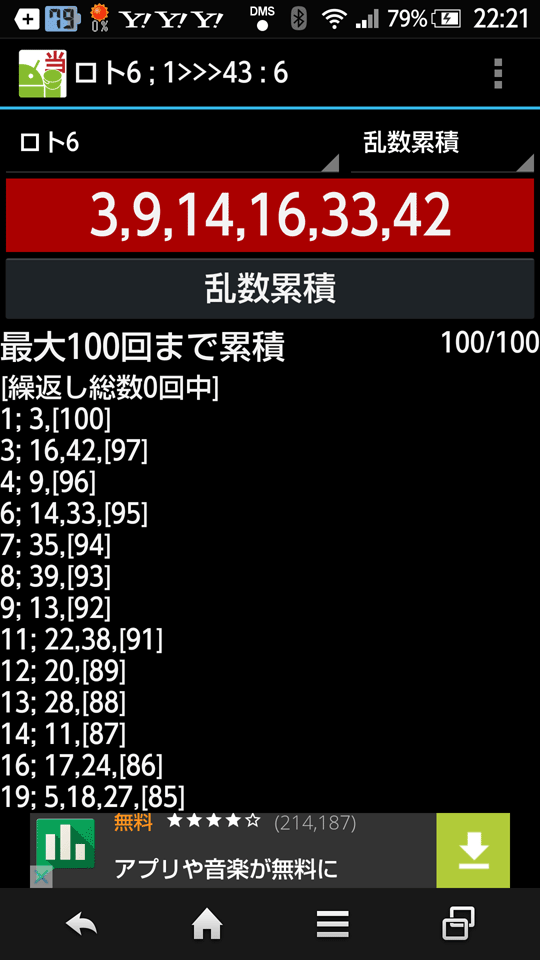 79 0% Y! Y! Y! DMS 79% 22:21
当 ロト6 ; 1>>>43 : 6
ロト6 乱数累積
3,9,14,16,33,42
乱数累積
最大100回まで累積 100/100
[繰返し総数0回中]
1; 3,[100]
3; 16,42,[97]
4; 9,[96]
6; 14,33,[95]
7; 35,[94]
8; 39,[93]
9; 13,[92]
11; 22,38,[91]
12; 20,[89]
13; 28,[88]
14; 11,[87]
16; 17,24,[86]
19; 5,18,27,[85]
無料 ★★★★☆ (214,187)
アプリや音楽が無料に